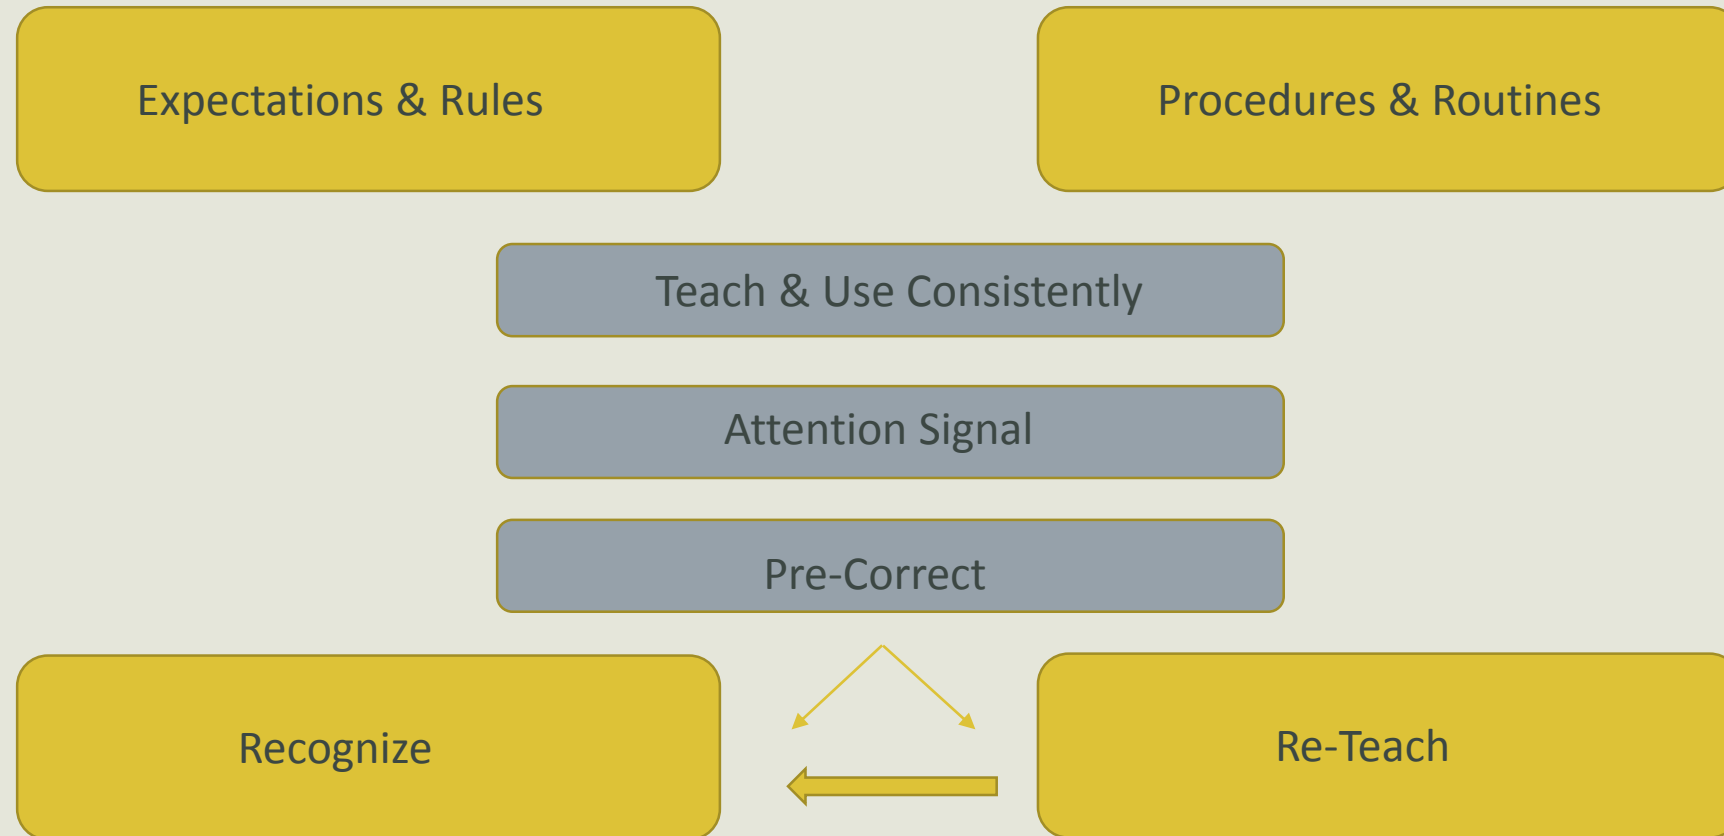 Expectations & Rules
Procedures & Routines
Teach & Use Consistently
Attention Signal
Pre-Correct
Recognize
Re-Teach